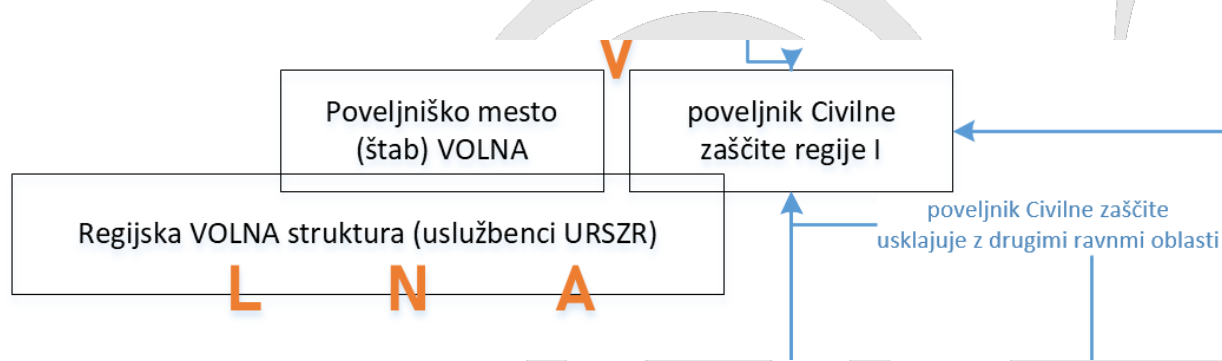 V
Poveljniško mesto
(štab) VOLNA
poveljnik Civilne
zaščite regije I
Regijska VOLNA struktura (uslužbenci URSZR)
poveljnik Civilne zaščite
usklajuje z drugimi ravnmi oblasti
L N A